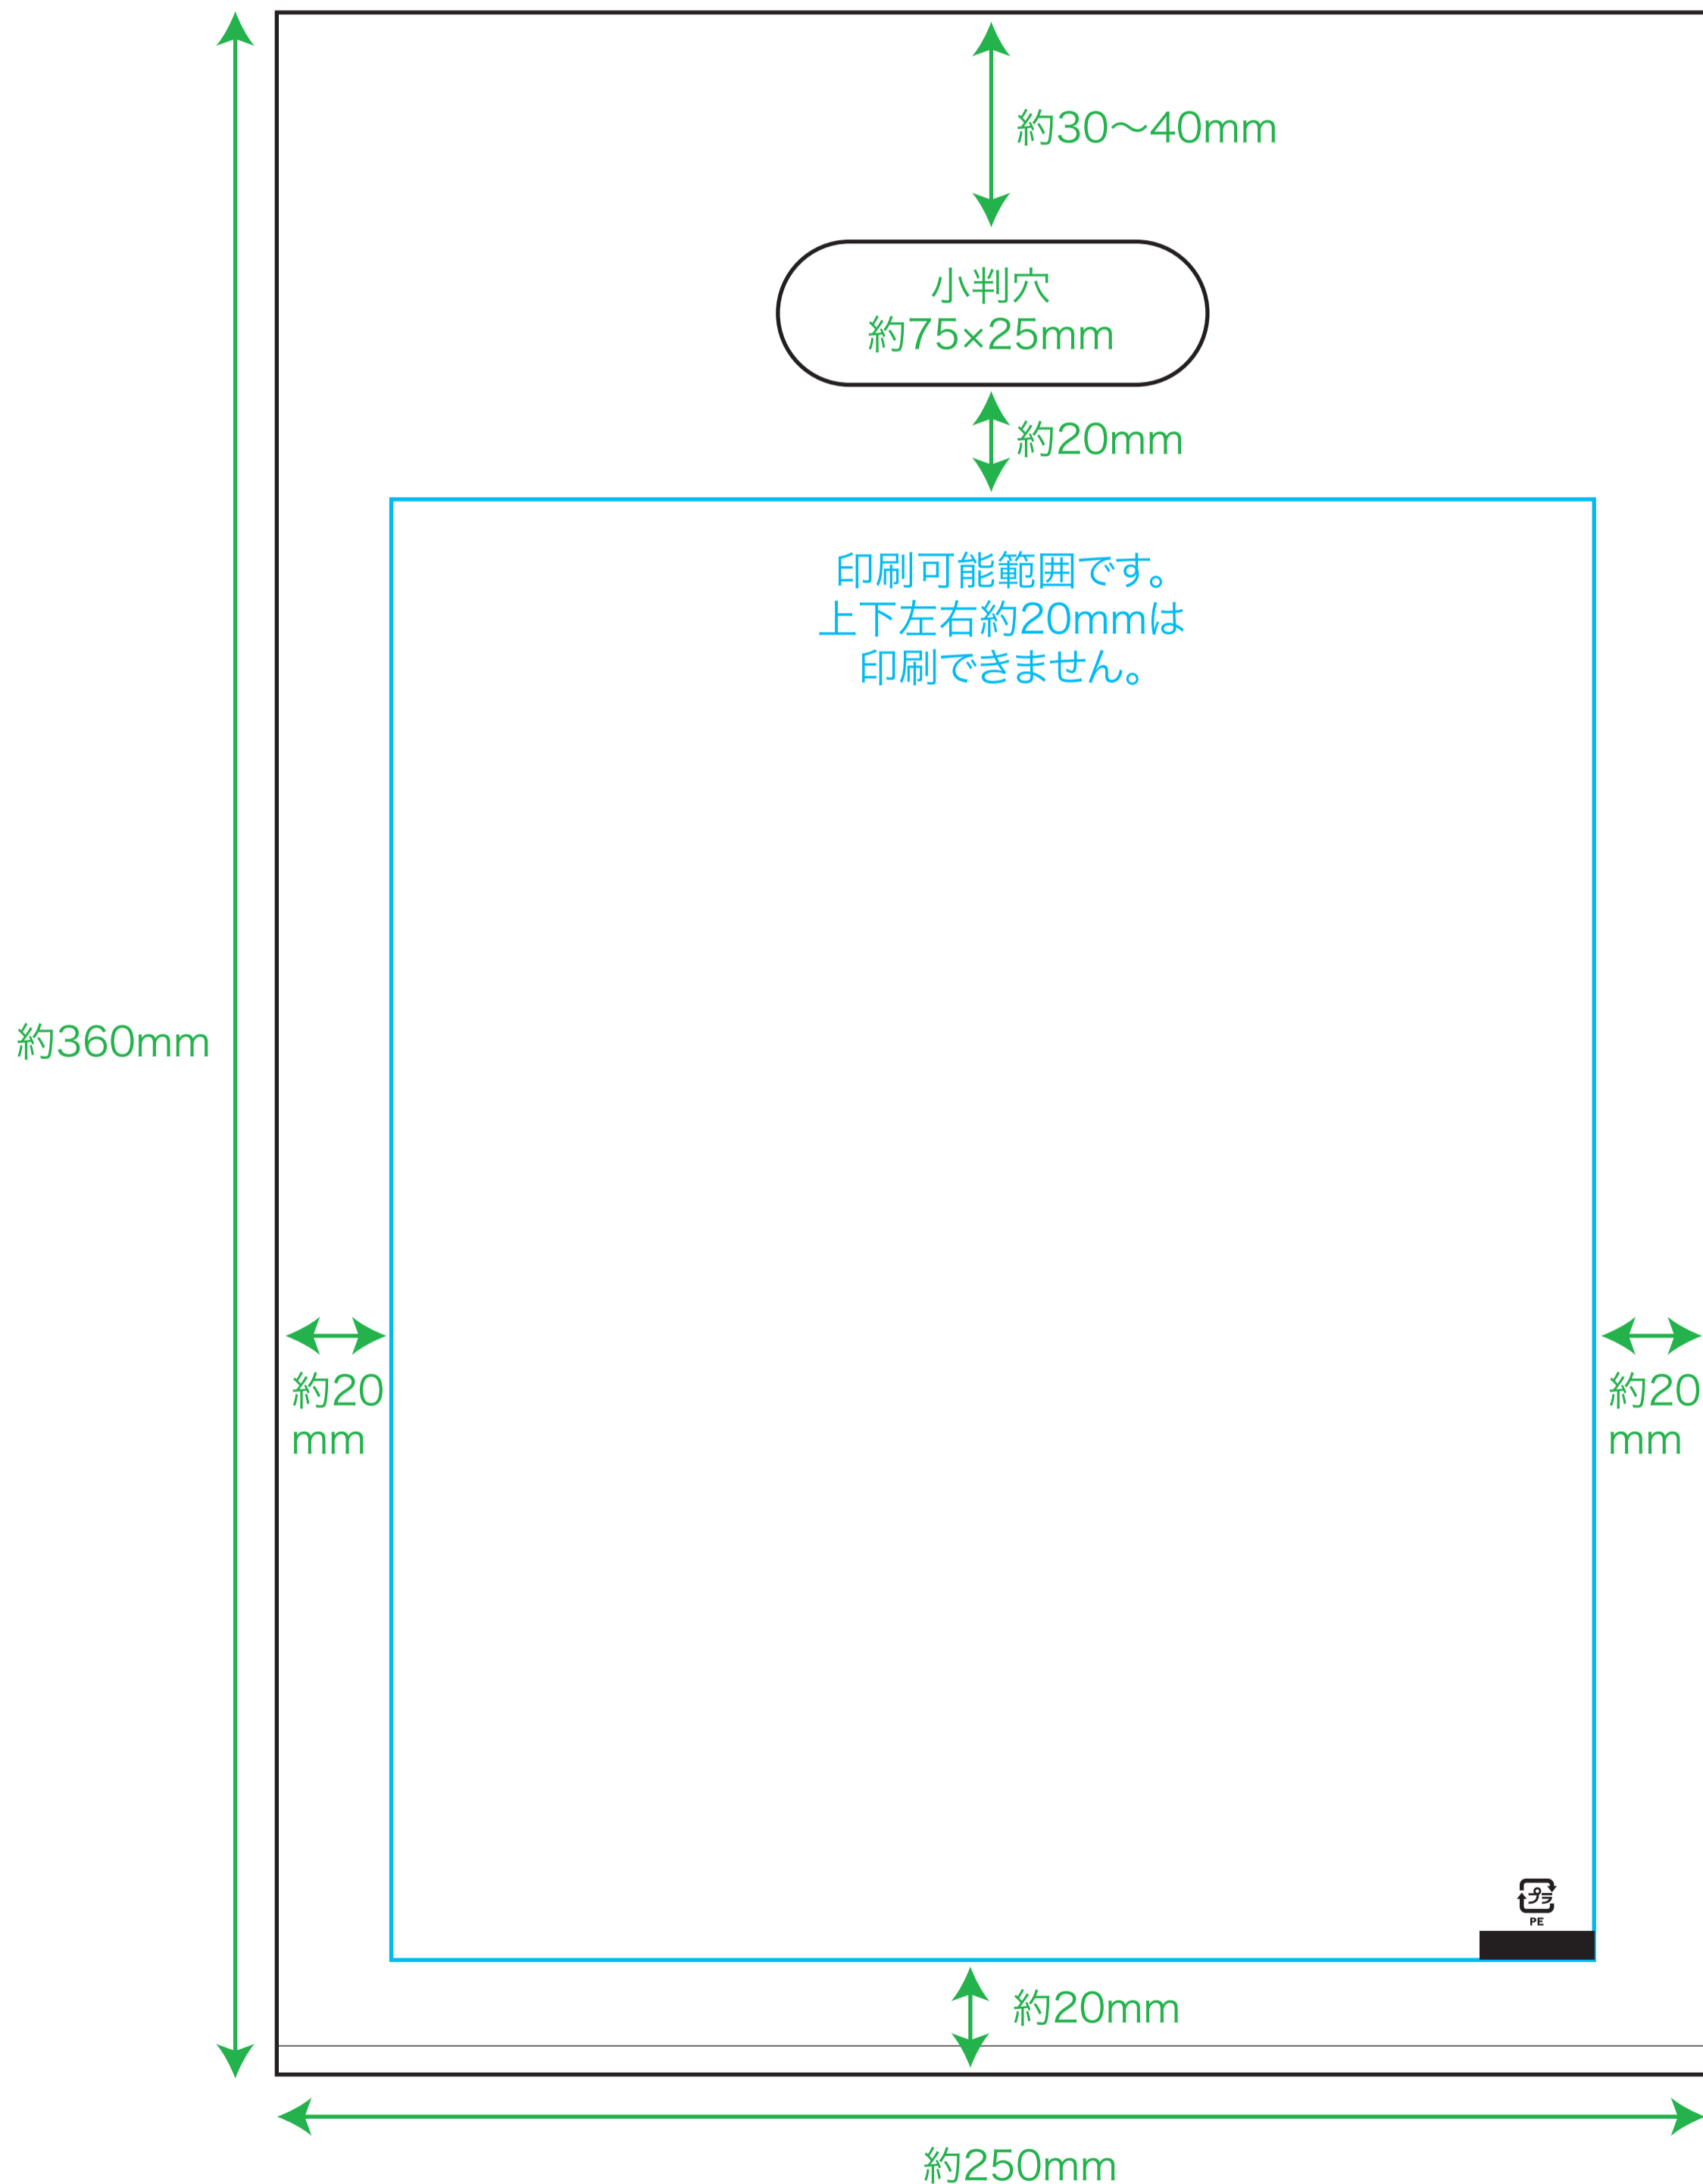 約30〜40mm
小判穴
約75×25mm
約20mm
印刷可能範囲です。
上下左右約20mmは
印刷できません。
約360mm
約20
mm
約20
mm
プラ
PE
約20mm
約250mm